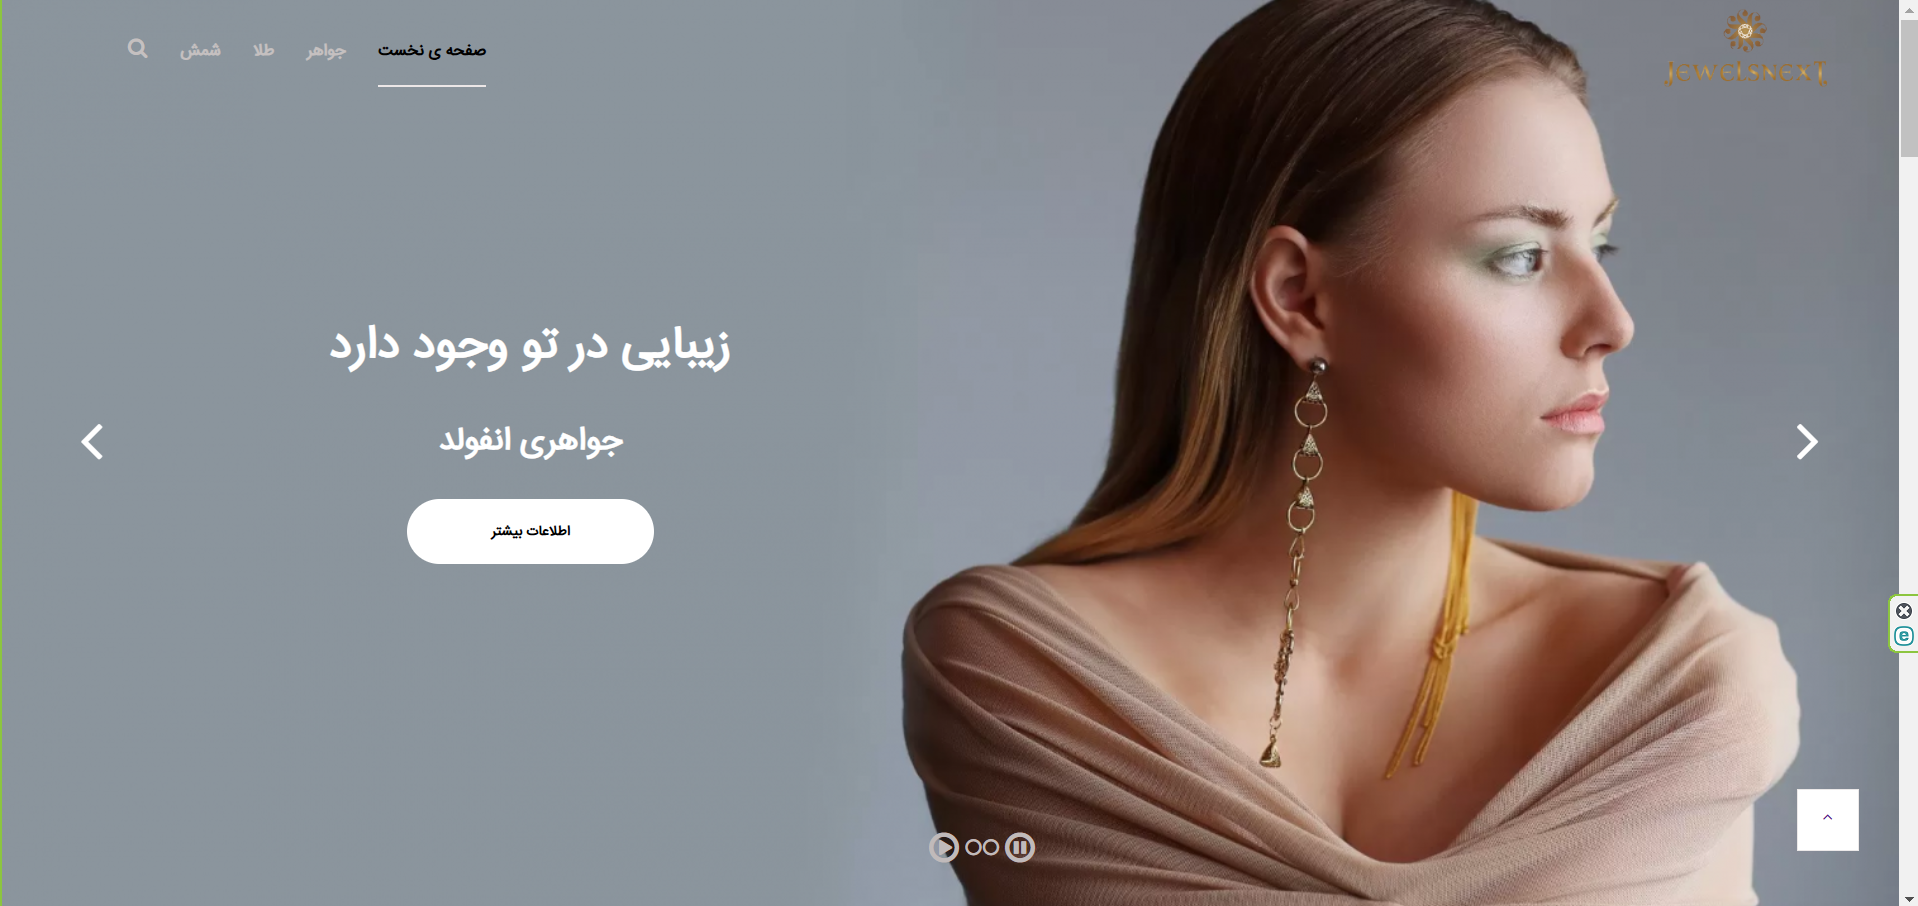 JEWELSNEXT
صفحه ی نخست
جواهر
طلا
شمش
زیبایی در تو وجود دارد
جواهری انفولد
اطلاعات بیشتر
e